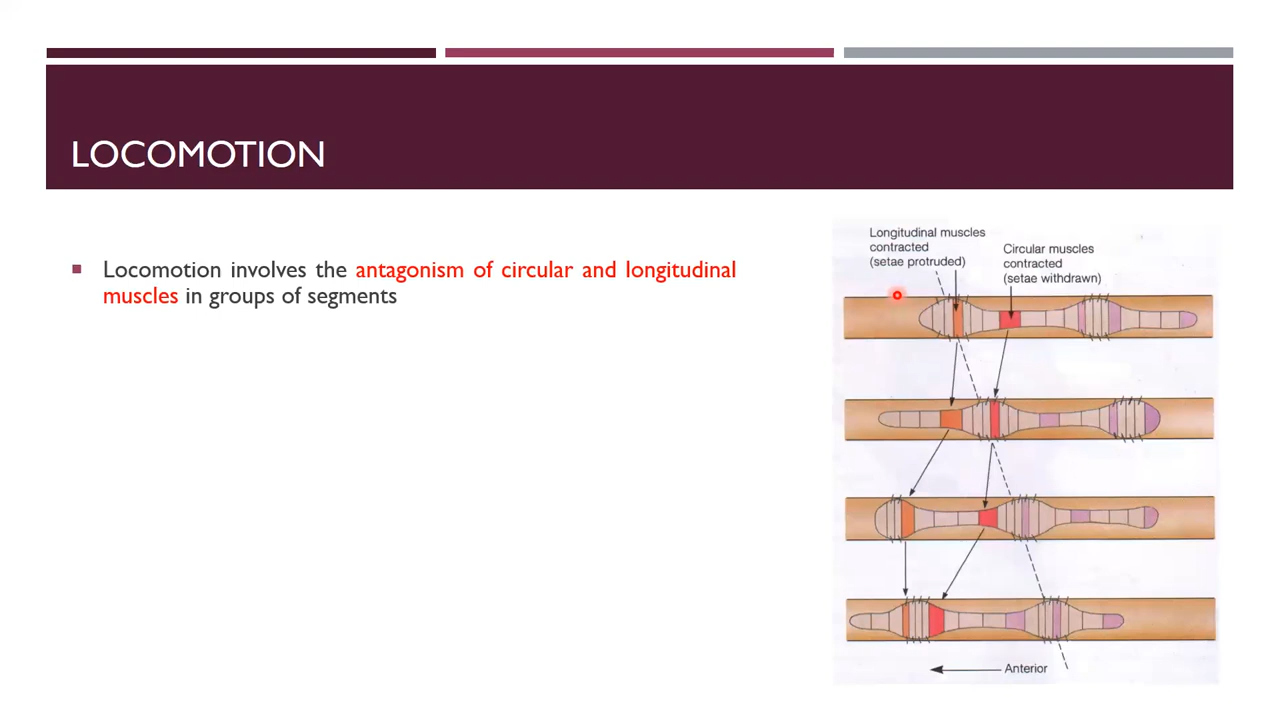 LOCOMOTION
Locomotion involves the antagonism of circular and longitudinal
muscles in groups of segments
Longitudinal muscles
contracted
(setae protruded)
Circular muscles
contracted
(setae withdrawn)
Anterior